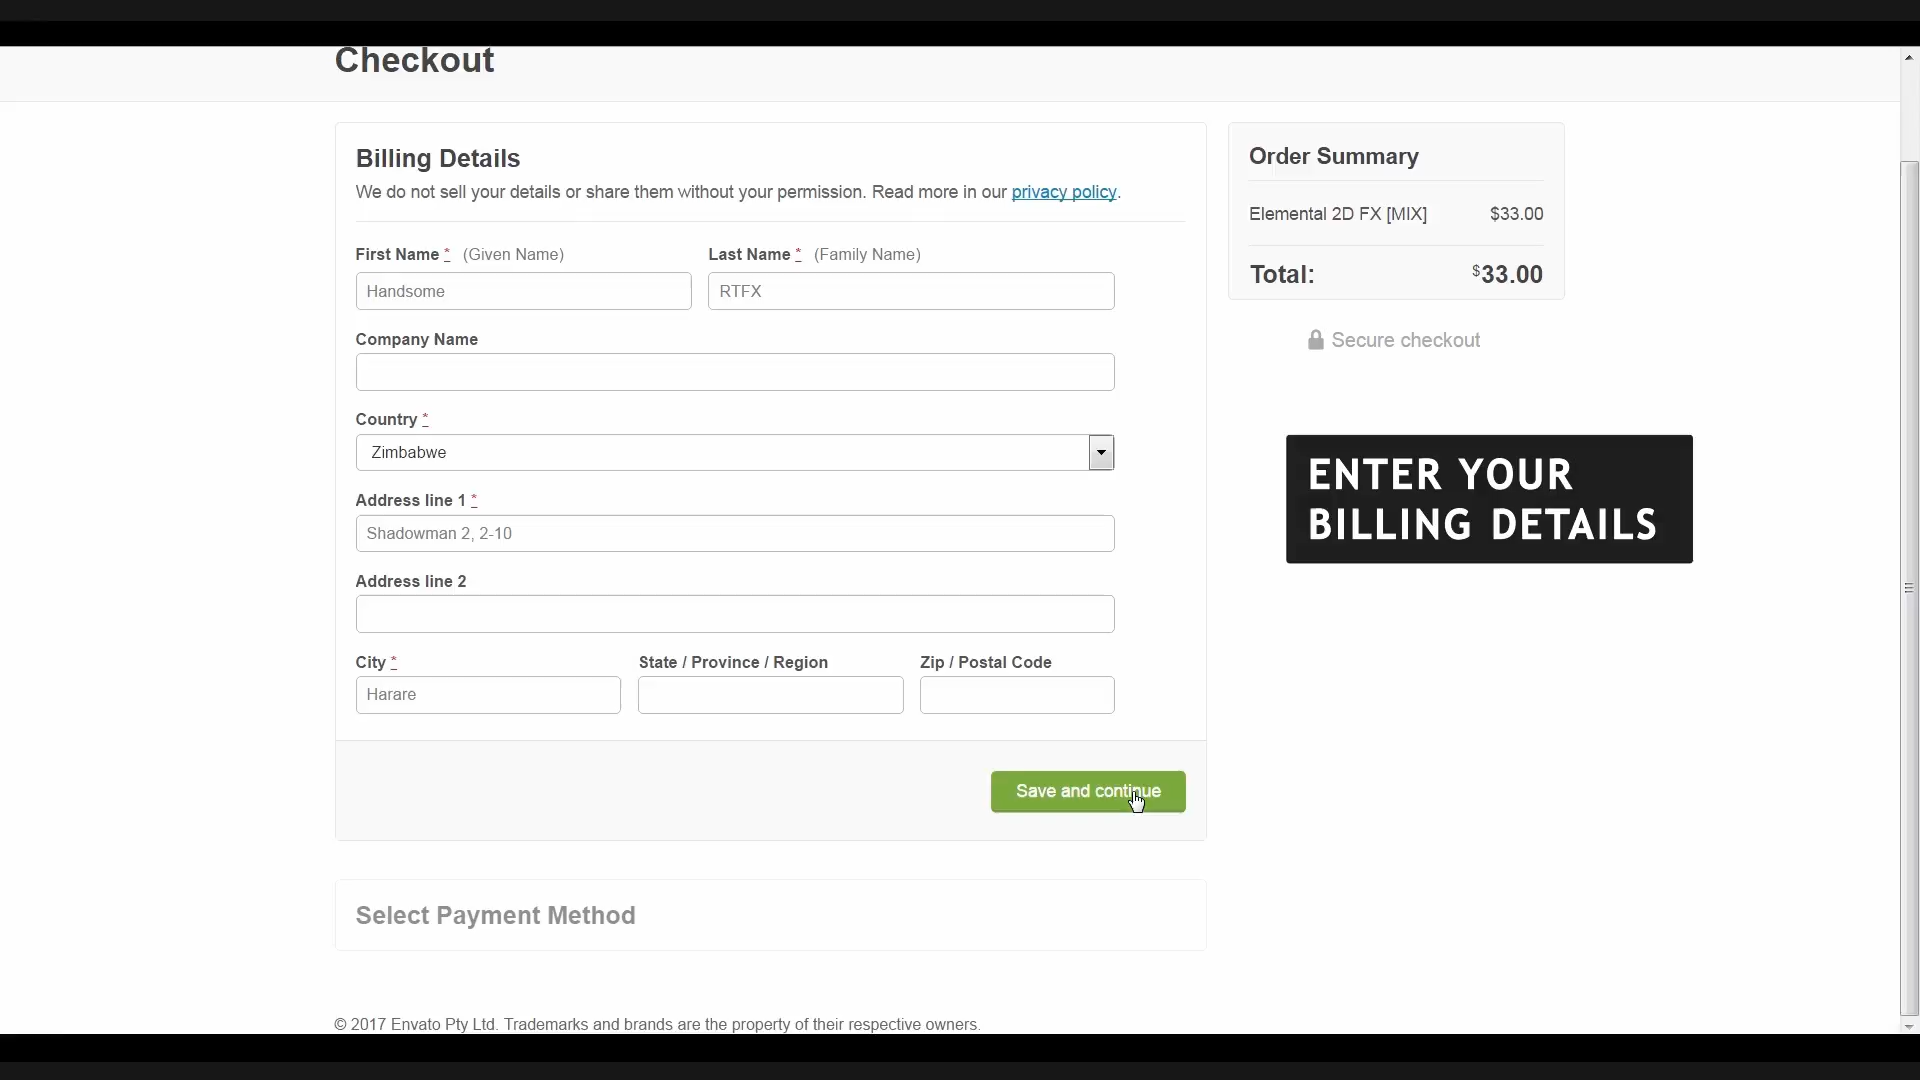 Checkout
Billing Details
We do not sell your details or share them without your permission. Read more in our privacy policy.
First Name * (Given Name)
Last Name * (Family Name)
Handsome
RTFX
Company Name
Country *
Zimbabwe
Address line 1 *
Shadowman 2, 2-10
Address line 2
City *
State / Province / Region
Zip / Postal Code
Harare
Save and continue
Select Payment Method
© 2017 Envato Pty Ltd. Trademarks and brands are the property of their respective owners.
Order Summary
Elemental 2D FX [MIX] $33.00
Total: $33.00
Secure checkout
ENTER YOUR
BILLING DETAILS